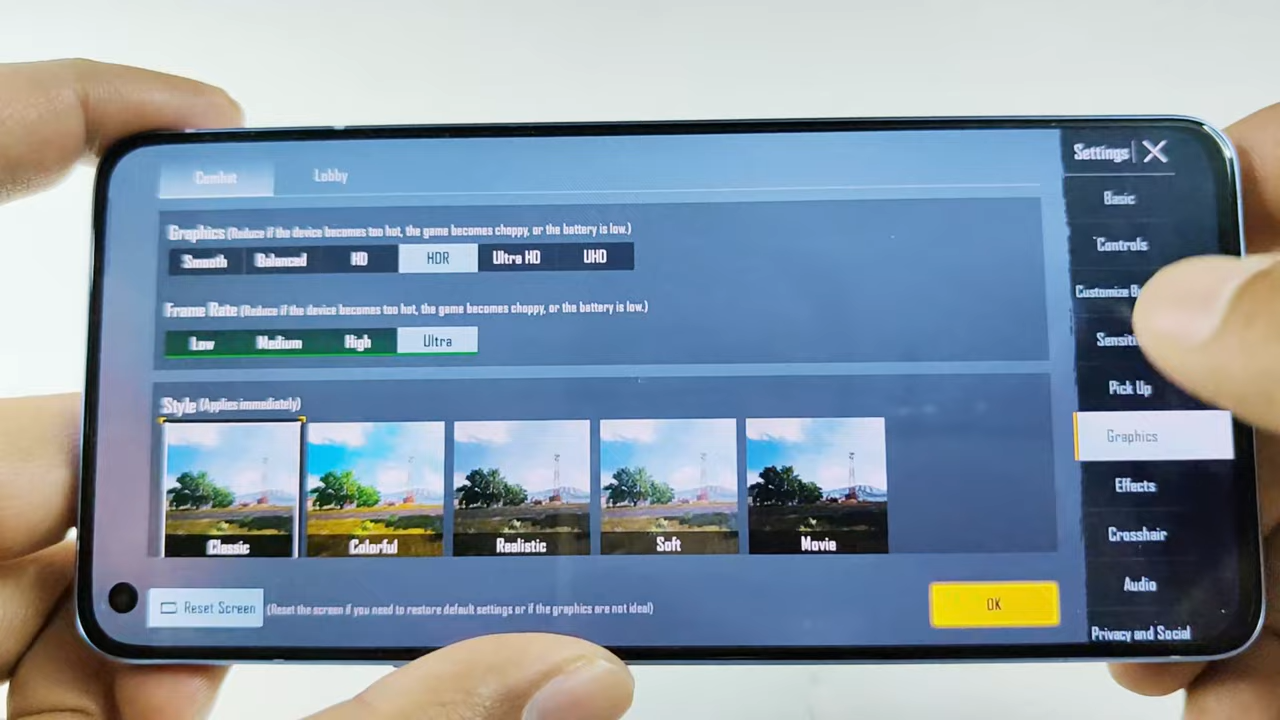 Combat Lobby
Graphics (Reduce if the device becomes too hot, the game becomes choppy, or the battery is low.)
Smooth Balanced HD HDR Ultra HD UHD
Frame Rate (Reduce if the device becomes too hot, the game becomes choppy, or the battery is low.)
Low Medium High Ultra
Style (Applies immediately)
Classic Colorful Realistic Soft Movie
Reset Screen (Reset the screen if you need to restore default settings or if the graphics are not ideal)
OK
Settings
Basic
Controls
Customize
Pick Up
Graphics
Effects
Crosshair
Audio
Privacy and Social